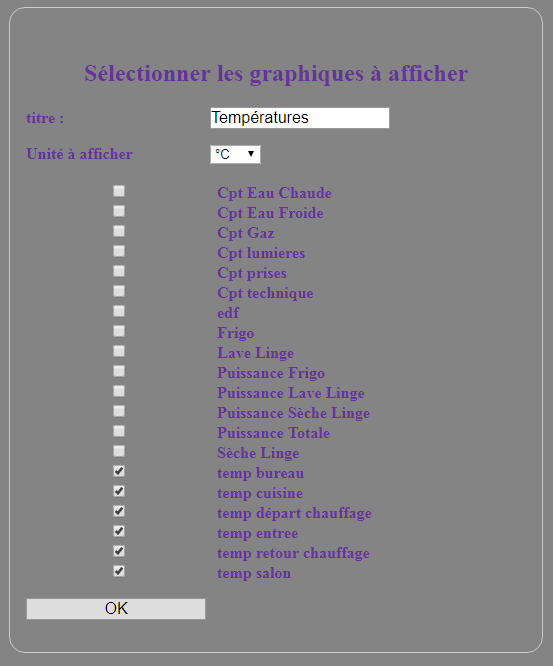 Sélectionner les graphiques à afficher
titre : Températures
Unité à afficher °C
Cpt Eau Chaude
Cpt Eau Froide
Cpt Gaz
Cpt lumieres
Cpt prises
Cpt technique
edf
Frigo
Lave Linge
Puissance Frigo
Puissance Lave Linge
Puissance Sèche Linge
Puissance Totale
Sèche Linge
temp bureau
temp cuisine
temp départ chauffage
temp entree
temp retour chauffage
temp salon
OK